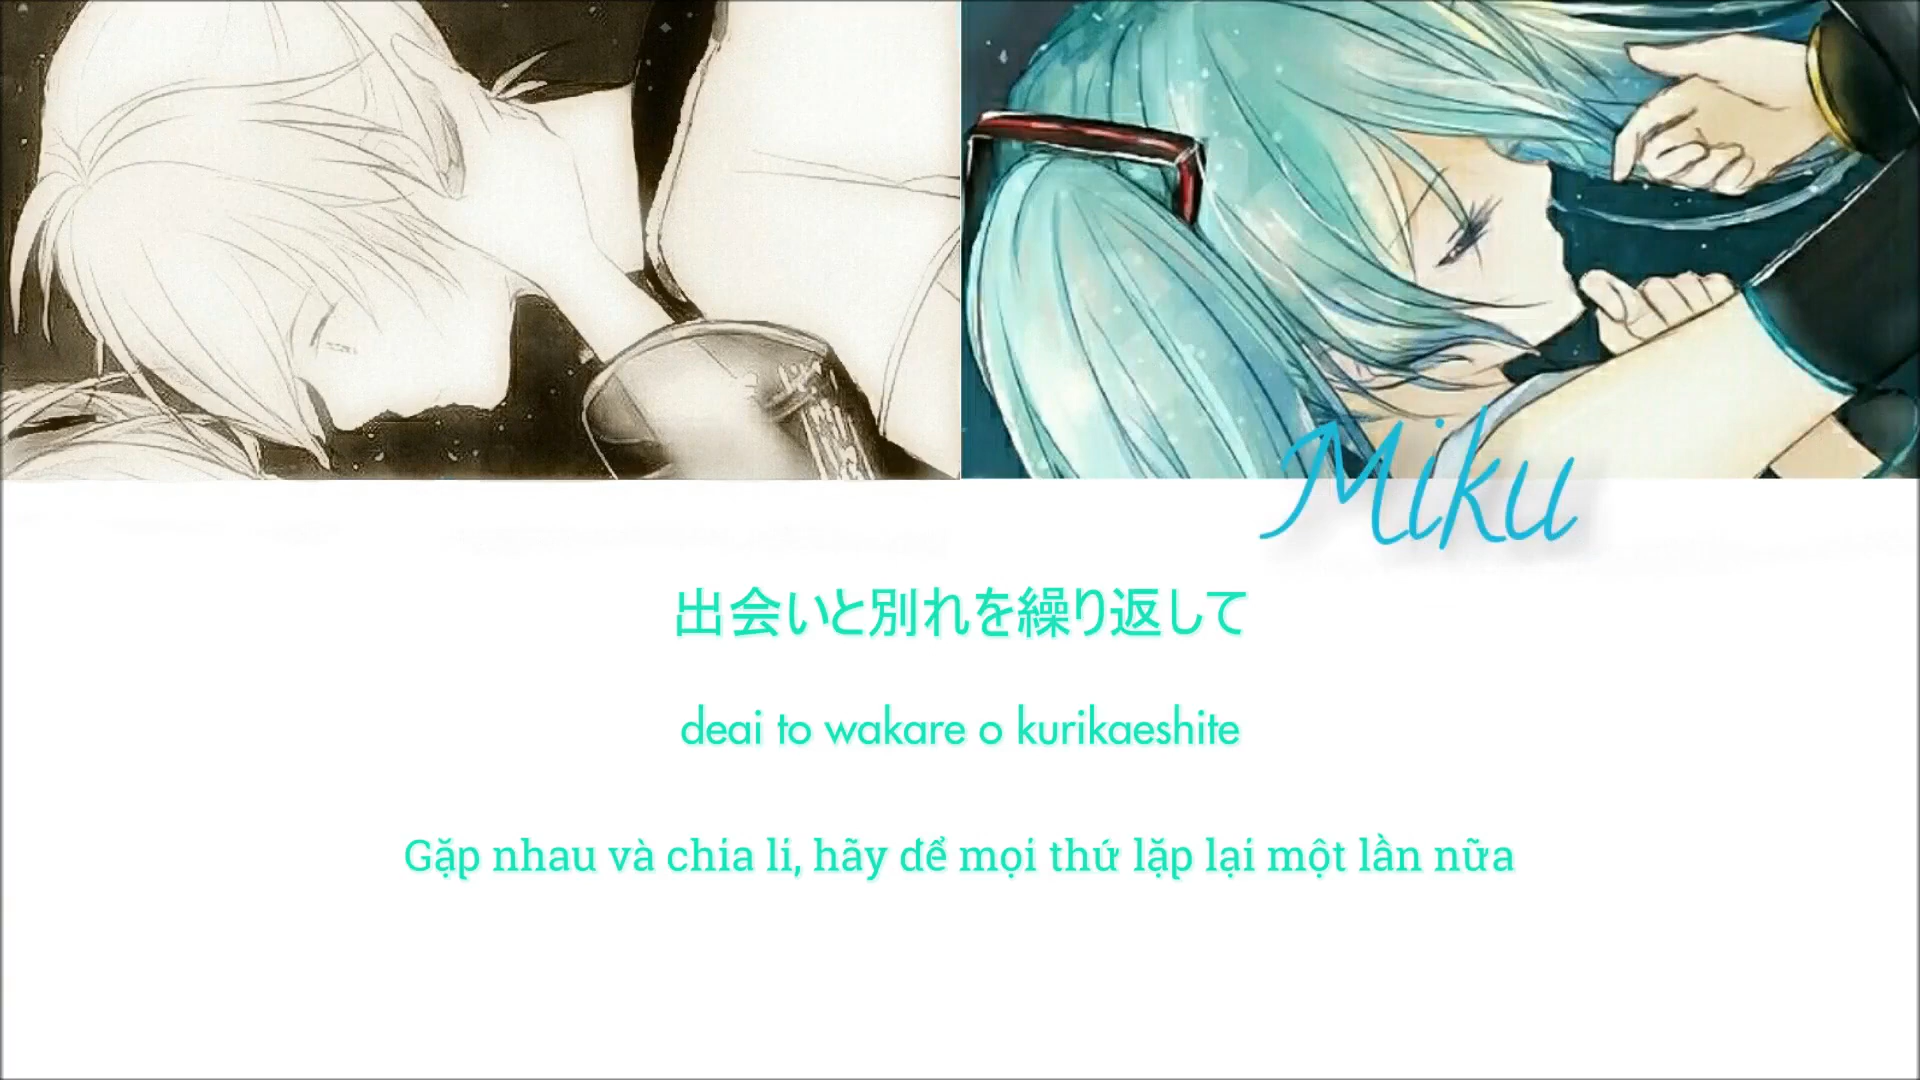 Miku
出会いと別れを繰り返して
deai to wakare o kurikaeshite
Gặp nhau và chia li, hãy để mọi thứ lặp lại một lần nữa